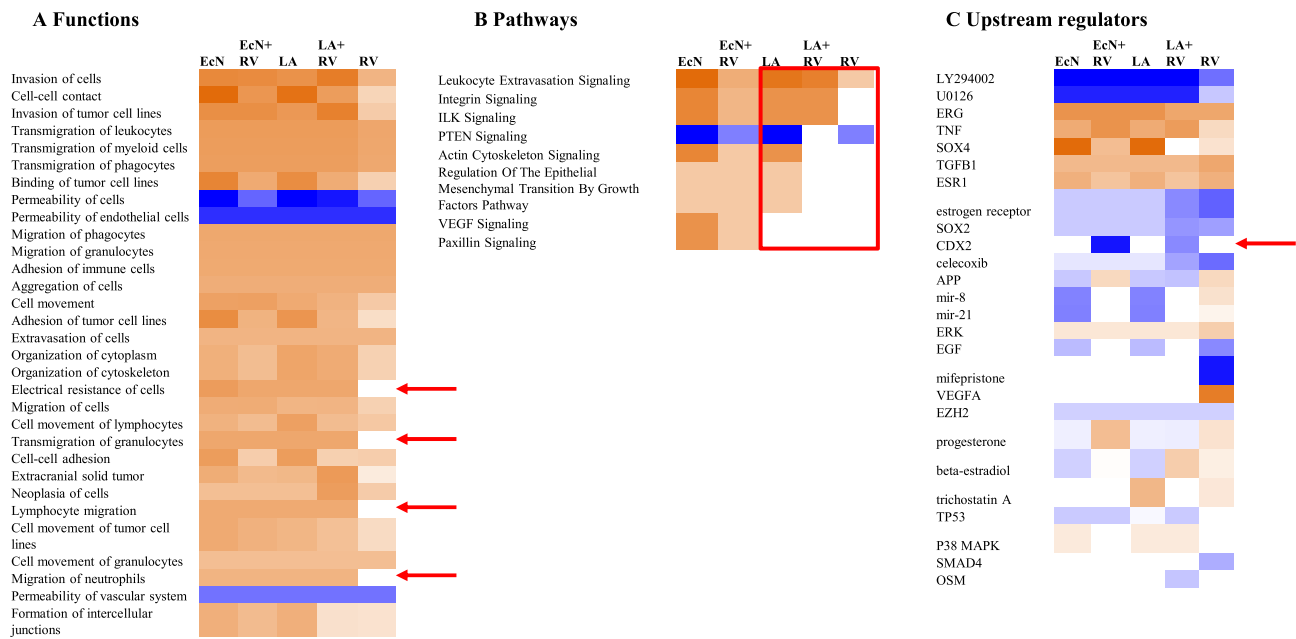 A Functions
EcN+
LA+
EcN
RV
LA
RV
RV
Invasion of cells
Cell-cell contact
Invasion of tumor cell lines
Transmigration of leukocytes
Transmigration of myeloid cells
Transmigration of phagocytes
Binding of tumor cell lines
Permeability of cells
Permeability of endothelial cells
Migration of phagocytes
Migration of granulocytes
Adhesion of immune cells
Aggregation of cells
Cell movement
Adhesion of tumor cell lines
Extravasation of cells
Organization of cytoplasm
Organization of cytoskeleton
Electrical resistance of cells
Migration of cells
Cell movement of lymphocytes
Transmigration of granulocytes
Cell-cell adhesion
Extracranial solid tumor
Neoplasia of cells
Lymphocyte migration
Cell movement of tumor cell
lines
Cell movement of granulocytes
Migration of neutrophils
Permeability of vascular system
Formation of intercellular
junctions
B Pathways
EcN+
LA+
EcN
RV
LA
RV
RV
Leukocyte Extravasation Signaling
Integrin Signaling
ILK Signaling
PTEN Signaling
Actin Cytoskeleton Signaling
Regulation Of The Epithelial
Mesenchymal Transition By Growth
Factors Pathway
VEGF Signaling
Paxillin Signaling
C Upstream regulators
EcN+
LA+
EcN
RV
LA
RV
RV
LY294002
U0126
ERG
TNF
SOX4
TGFB1
ESR1
estrogen receptor
SOX2
CDX2
celecoxib
APP
mir-8
mir-21
ERK
EGF
mifepristone
VEGFA
EZH2
progesterone
beta-estradiol
trichostatin A
TP53
P38 MAPK
SMAD4
OSM